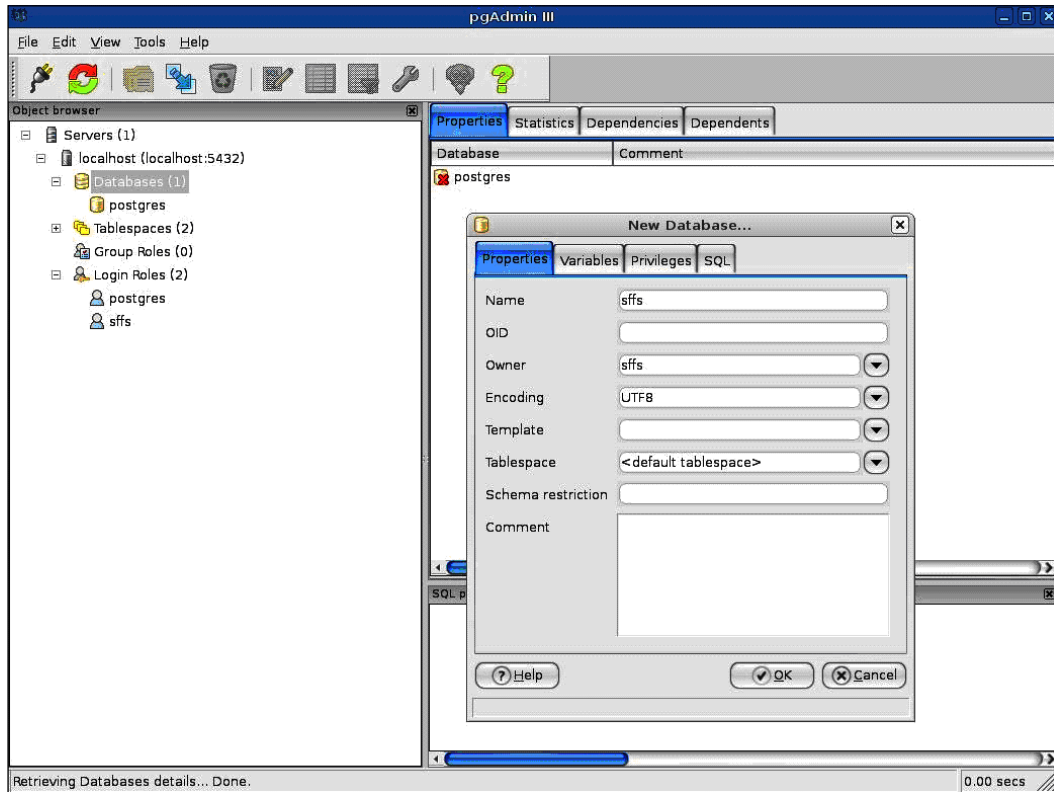 pgAdmin III
File Edit View Tools Help
SQL
Object browser
Servers (1)
localhost (localhost:5432)
Databases (1)
postgres
Tablespaces (2)
Group Roles (0)
Login Roles (2)
postgres
sffs
Properties Statistics Dependencies Dependents
Database Comment
postgres
New Database...
Properties Variables Privileges SQL
Name sffs
OID
Owner sffs
Encoding UTF8
Template
Tablespace <default tablespace>
Schema restriction
Comment
Help OK Cancel
SQL p
Retrieving Databases details... Done. 0.00 secs